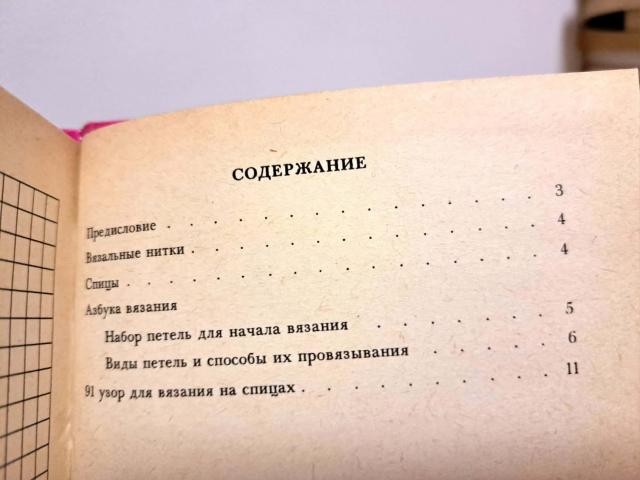 СОДЕРЖАНИЕ
Предисловие . . . . . . . . . . . . 3
Вязальные нитки . . . . . . . . . . . 4
Спицы . . . . . . . . . . . . . 4
Азбука вязания
Набор петель для начала вязания . . . . . . . 5
Виды петель и способы их провязывания . . . . . 6
91 узор для вязания на спицах . . . . . . . . 11